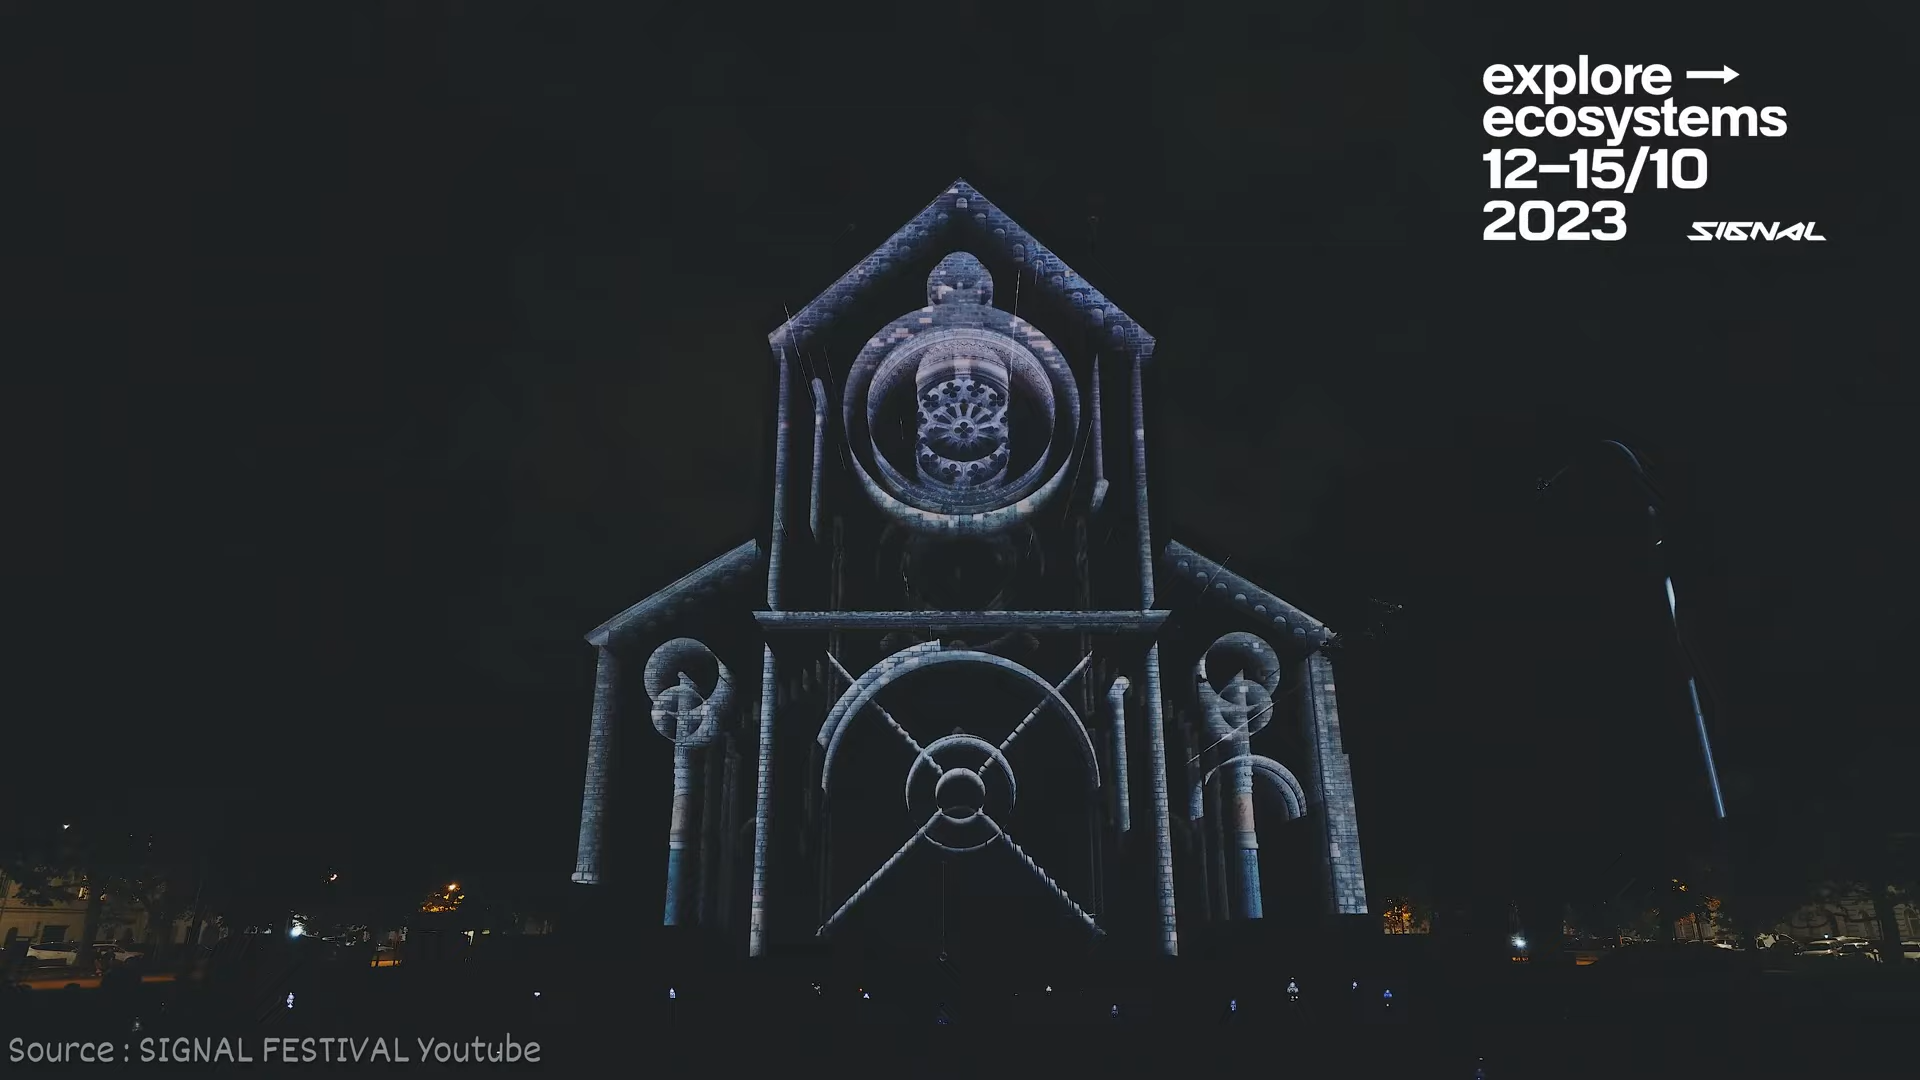 explore →
ecosystems
12–15/10
2023
SIGNAL
Source : SIGNAL FESTIVAL Youtube